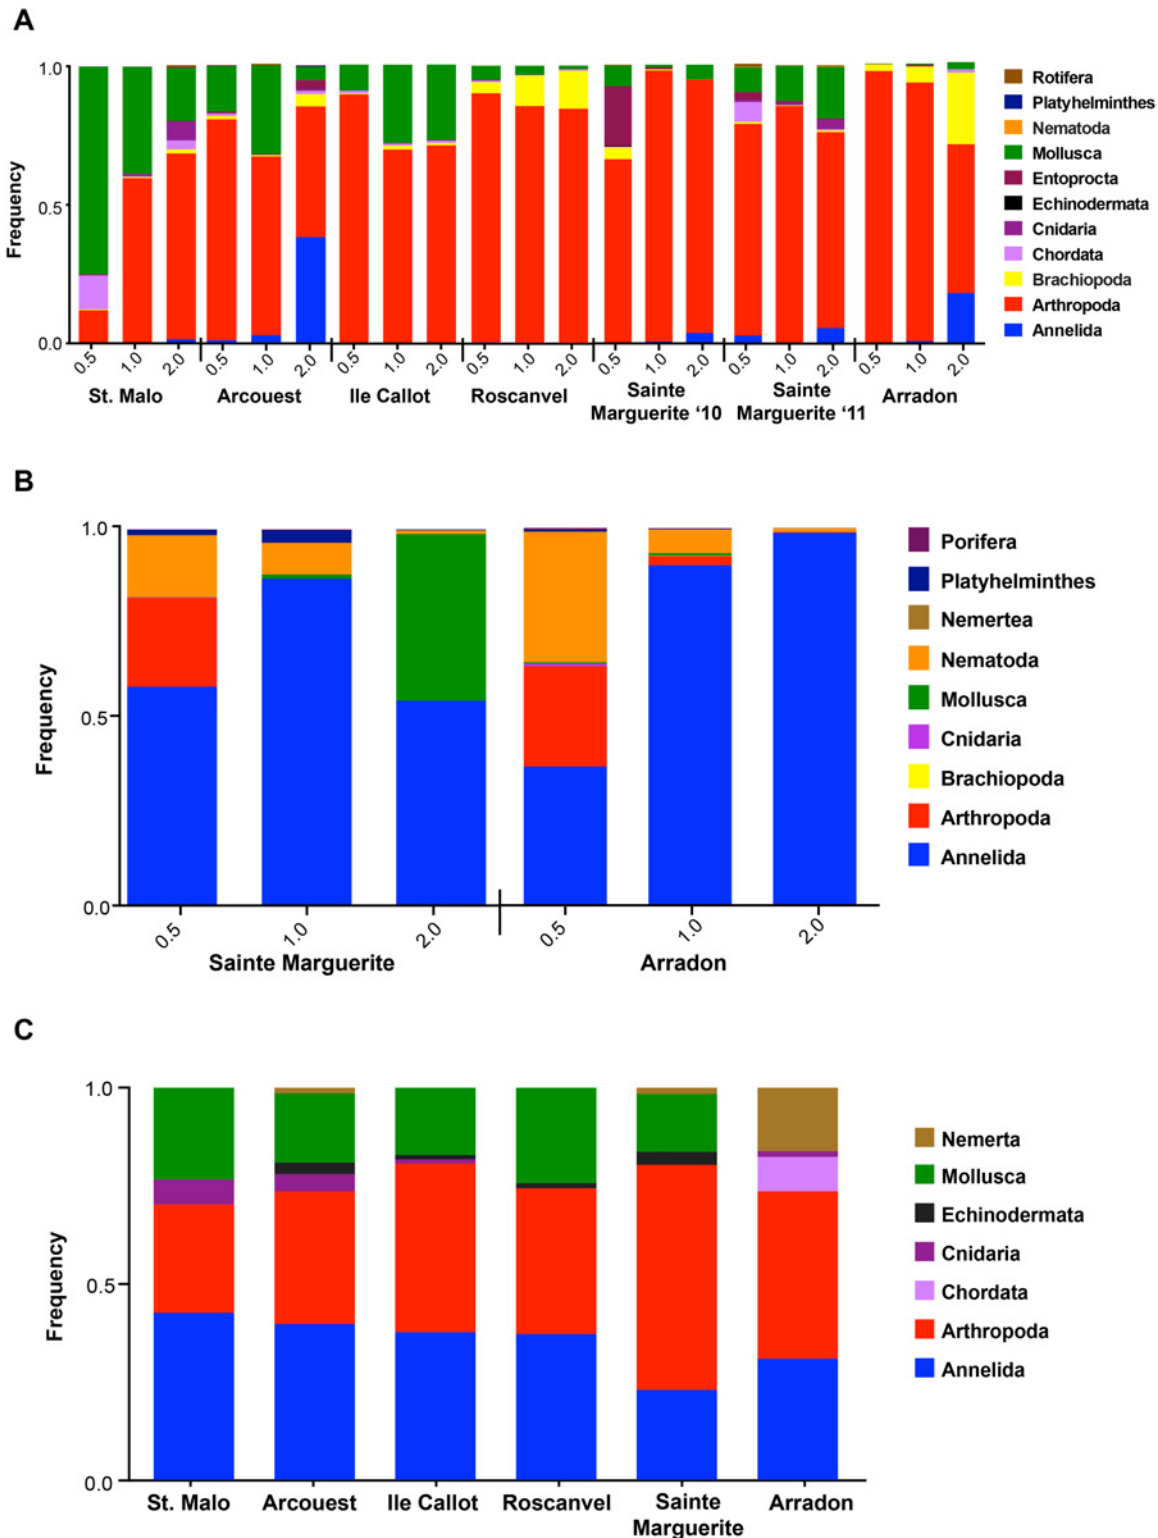 A
1.0
0.5
0.0
Frequency
0.5 1.0 2.0 0.5 1.0 2.0 0.5 1.0 2.0 0.5 1.0 2.0 0.5 1.0 2.0 0.5 1.0 2.0 0.5 1.0 2.0
St. Malo Arcouest Ile Callot Roscanvel Sainte Marguerite ‘10 Sainte Marguerite ‘11 Arradon
Rotifera
Platyhelminthes
Nematoda
Mollusca
Entoprocta
Echinodermata
Cnidaria
Chordata
Brachiopoda
Arthropoda
Annelida
B
1.0
0.5
0.0
Frequency
0.5 1.0 2.0 0.5 1.0 2.0
Sainte Marguerite Arradon
Porifera
Platyhelminthes
Nemertea
Nematoda
Mollusca
Cnidaria
Brachiopoda
Arthropoda
Annelida
C
1.0
0.5
0.0
Frequency
St. Malo Arcouest Ile Callot Roscanvel Sainte Marguerite Arradon
Nemerta
Mollusca
Echinodermata
Cnidaria
Chordata
Arthropoda
Annelida